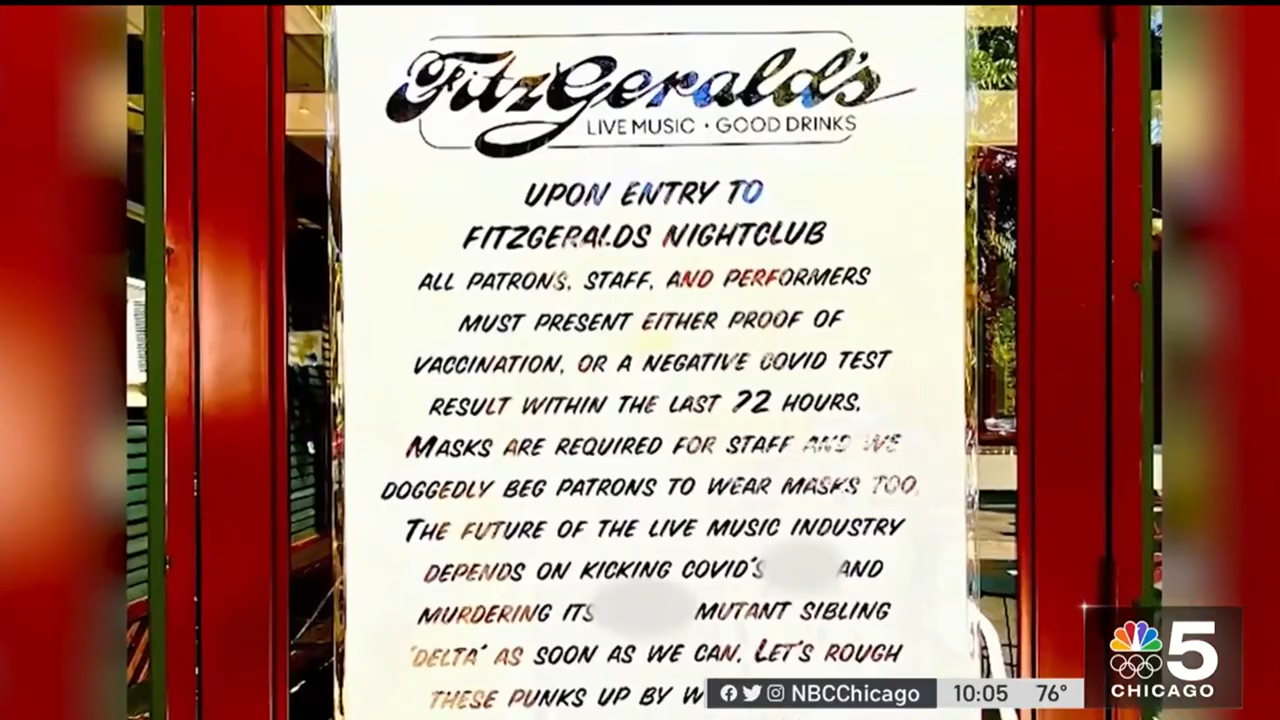 FitzGerald's
LIVE MUSIC • GOOD DRINKS
UPON ENTRY TO
FITZGERALDS NIGHTCLUB
ALL PATRONS, STAFF, AND PERFORMERS
MUST PRESENT EITHER PROOF OF
VACCINATION, OR A NEGATIVE COVID TEST
RESULT WITHIN THE LAST 72 HOURS.
MASKS ARE REQUIRED FOR STAFF AND WE
DOGGEDLY BEG PATRONS TO WEAR MASKS TOO.
THE FUTURE OF THE LIVE MUSIC INDUSTRY
DEPENDS ON KICKING COVID'S AND
MURDERING ITS MUTANT SIBLING
'DELTA' AS SOON AS WE CAN. LET'S ROUGH
THESE PUNKS UP BY
NBCChicago 10:05 76°
5
CHICAGO